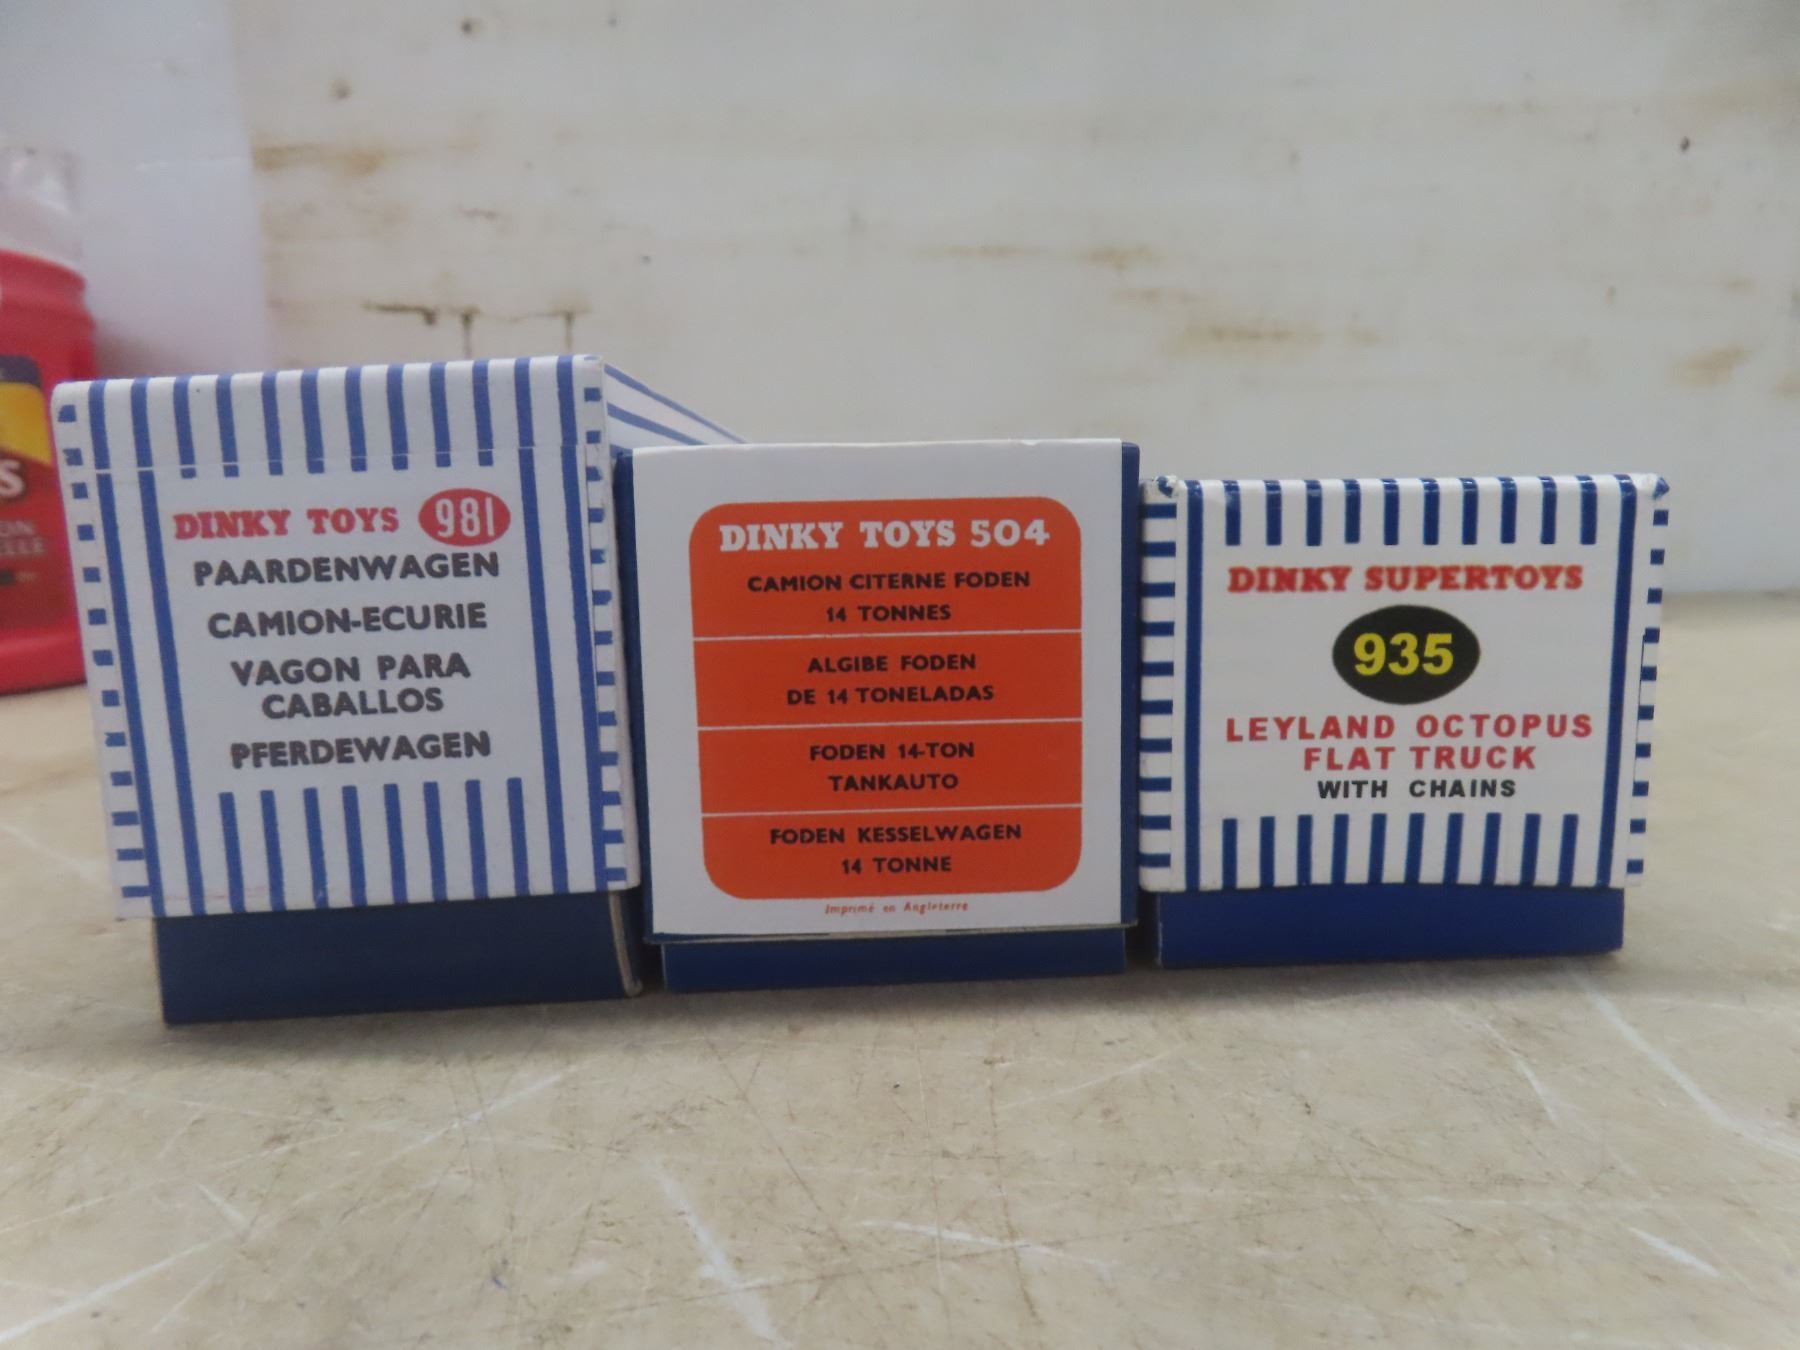 DINKY TOYS 981
PAARDENWAGEN
CAMION-ECURIE
VAGON PARA
CABALLOS
PFERDEWAGEN
DINKY TOYS 504
CAMION CITERNE FODEN
14 TONNES
ALGIBE FODEN
DE 14 TONELADAS
FODEN 14-TON
TANKAUTO
FODEN KESSELWAGEN
14 TONNE
Imprimé en Angleterre
DINKY SUPERTOYS
935
LEYLAND OCTOPUS
FLAT TRUCK
WITH CHAINS